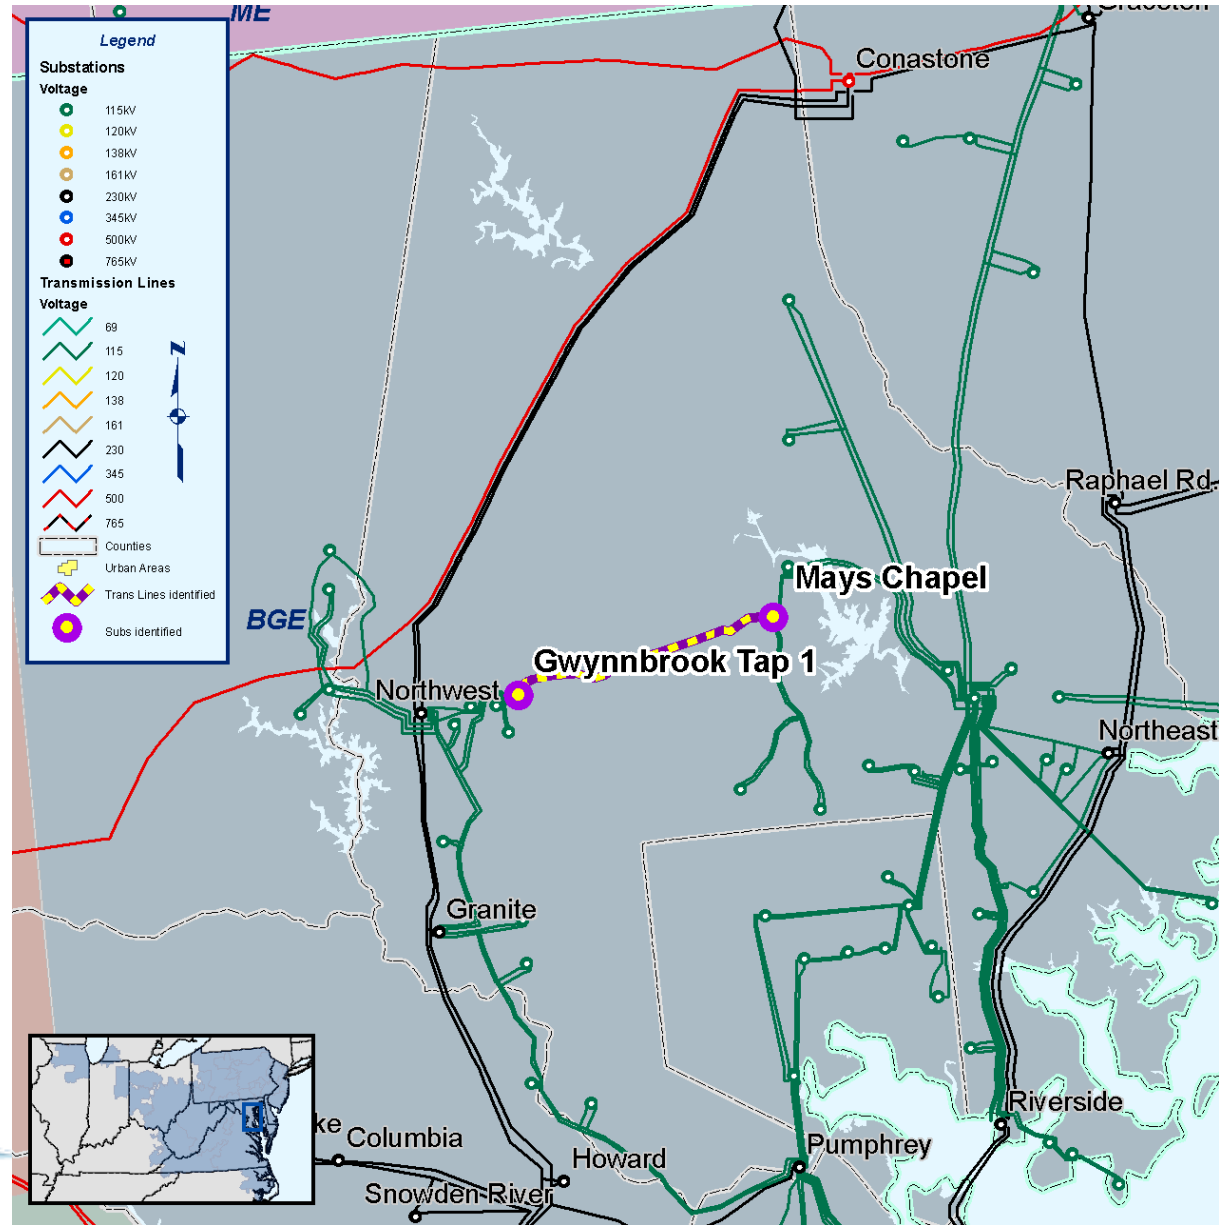 ME
Graceton
Legend
Substations
Voltage
115kV
120kV
138kV
161kV
230kV
345kV
500kV
765kV
Transmission Lines
Voltage
69
115
120
138
161
230
345
500
765
Counties
Urban Areas
Trans Lines identified
Subs identified
N
Conastone
Raphael Rd
Mays Chapel
BGE
Gwynnbrook Tap 1
Northwest
Northeast
Granite
Riverside
ke
Columbia
Howard
Pumphrey
Snowden River